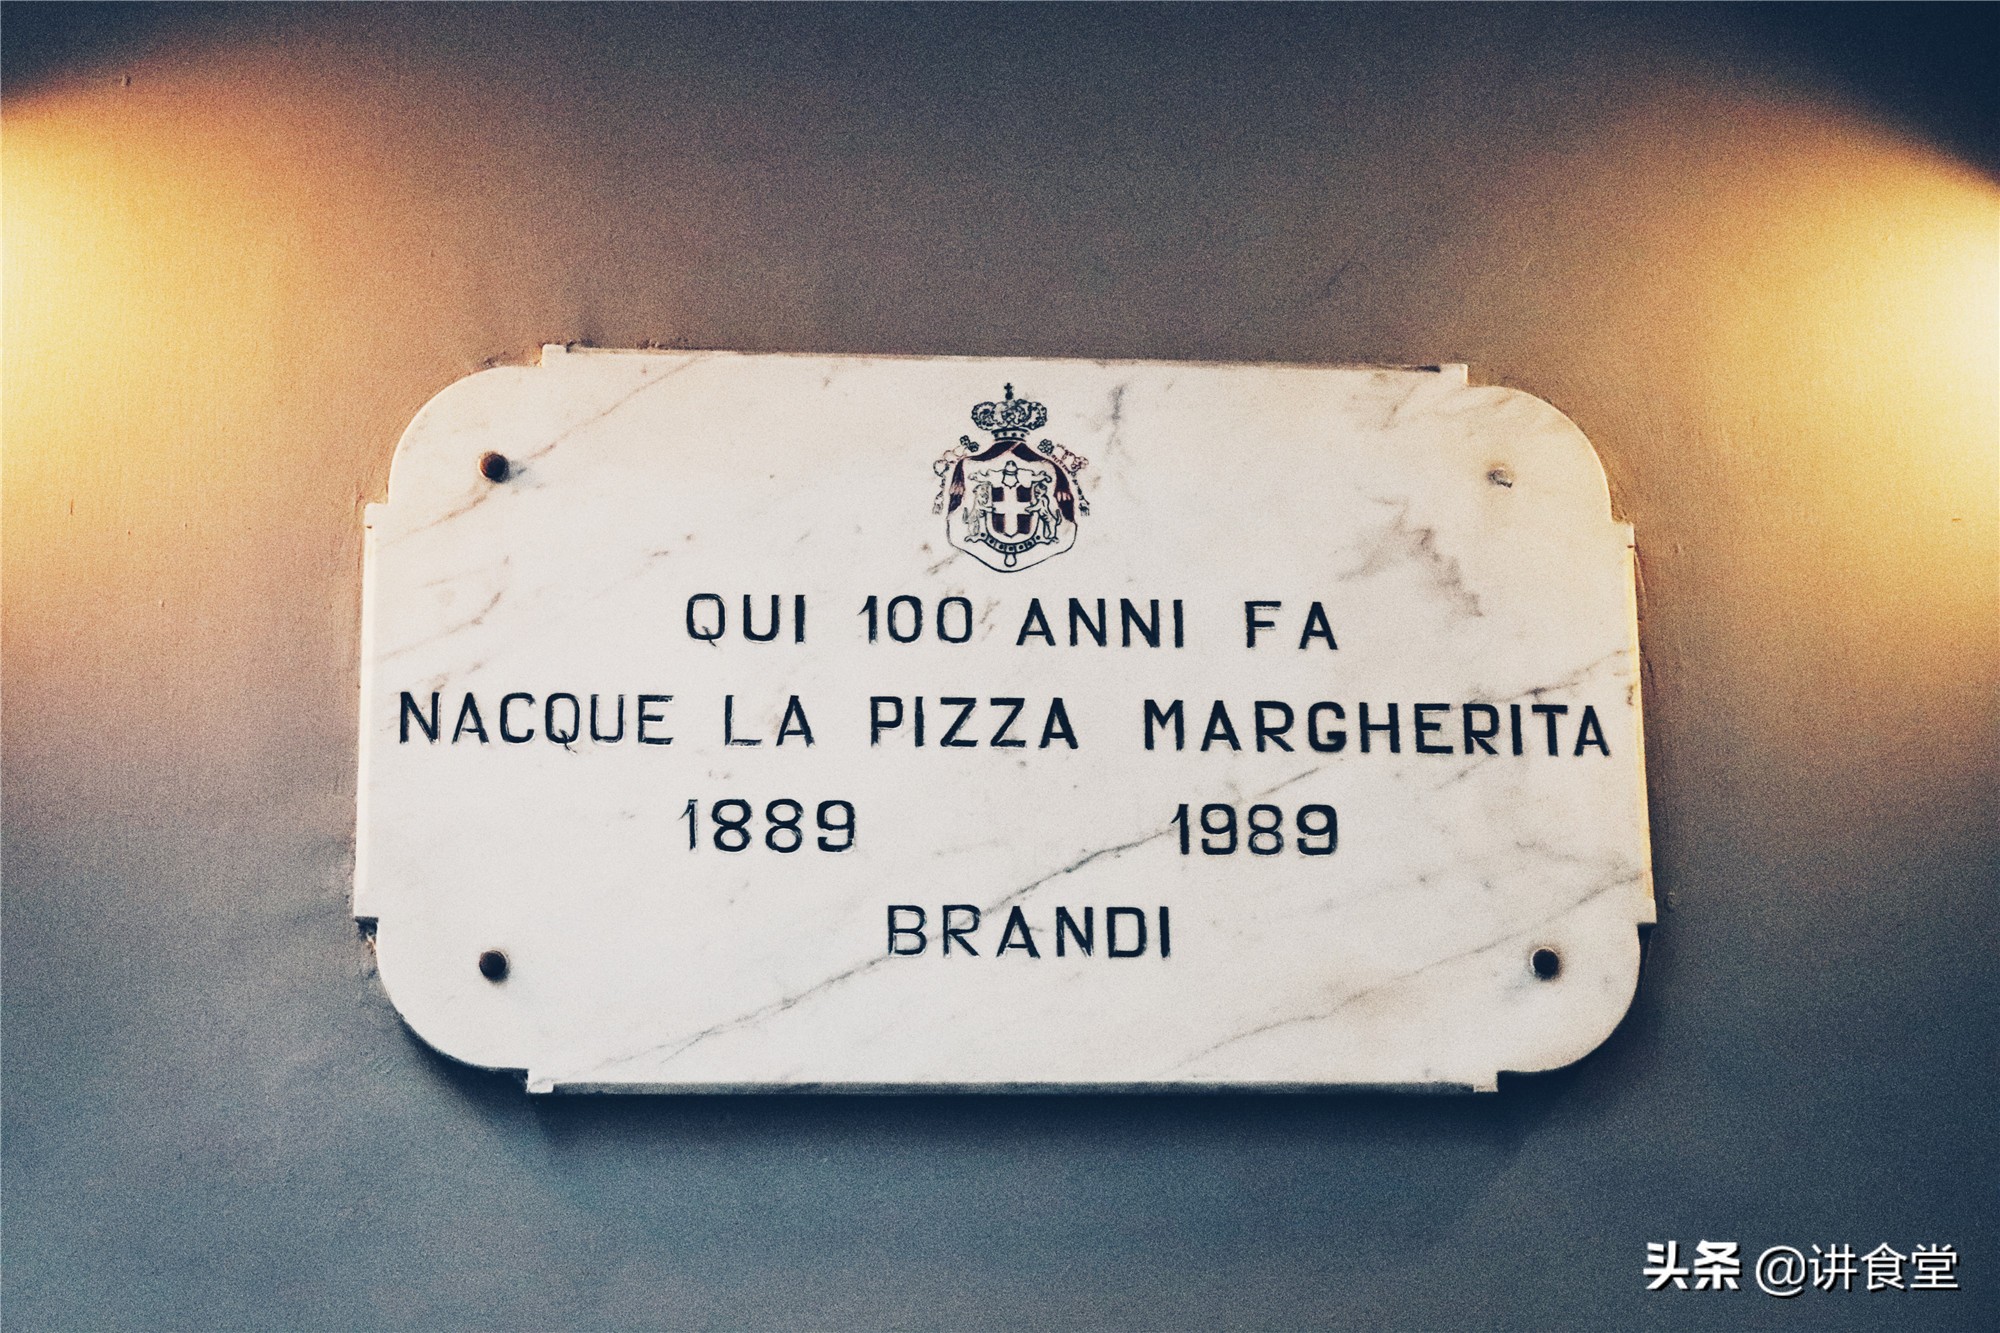 QUI 100 ANNI FA
NACQUE LA PIZZA MARGHERITA
1889 1989
BRANDI
头条 @讲食堂